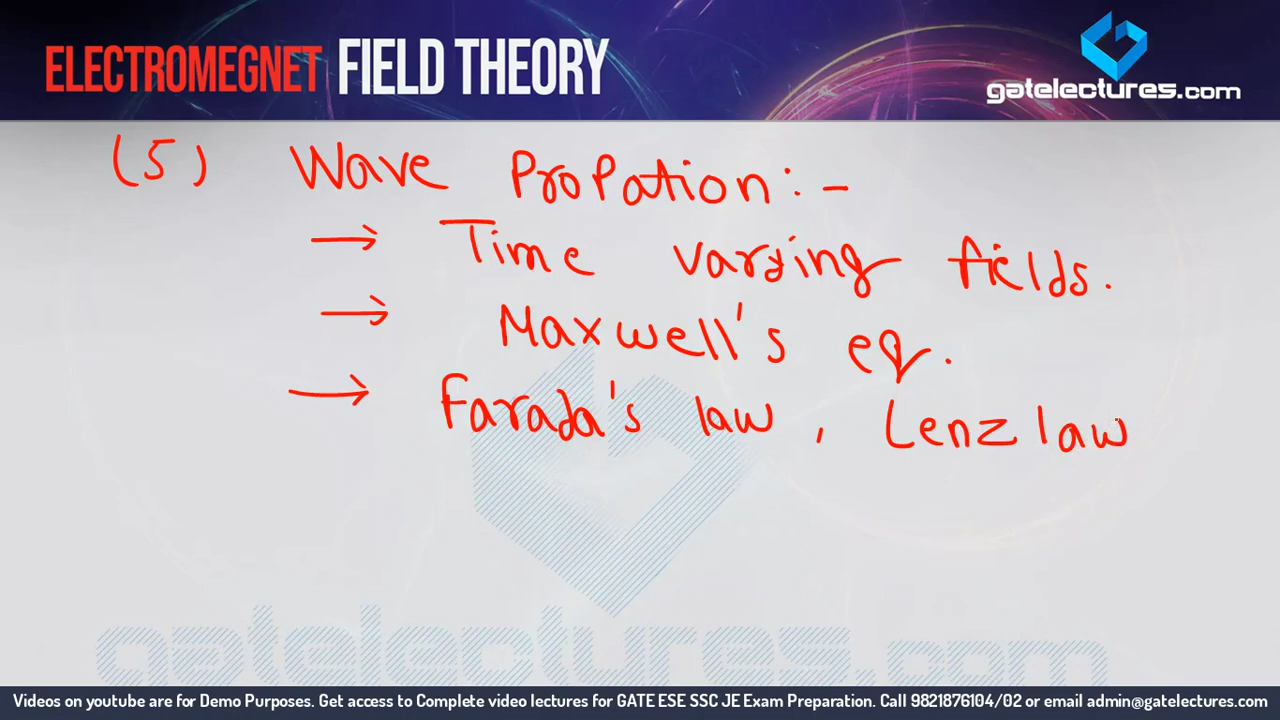 ELECTROMEGNET FIELD THEORY
gatelectures.com
(5) Wave Propation:-
→ Time varying fields.
→ Maxwell's eq.
→ Farada's law, Lenz law
gatelectures.com
Videos on youtube are for Demo Purposes. Get access to Complete video lectures for GATE ESE SSC JE Exam Preparation. Call 9821876104/02 or email admin@gatelectures.com